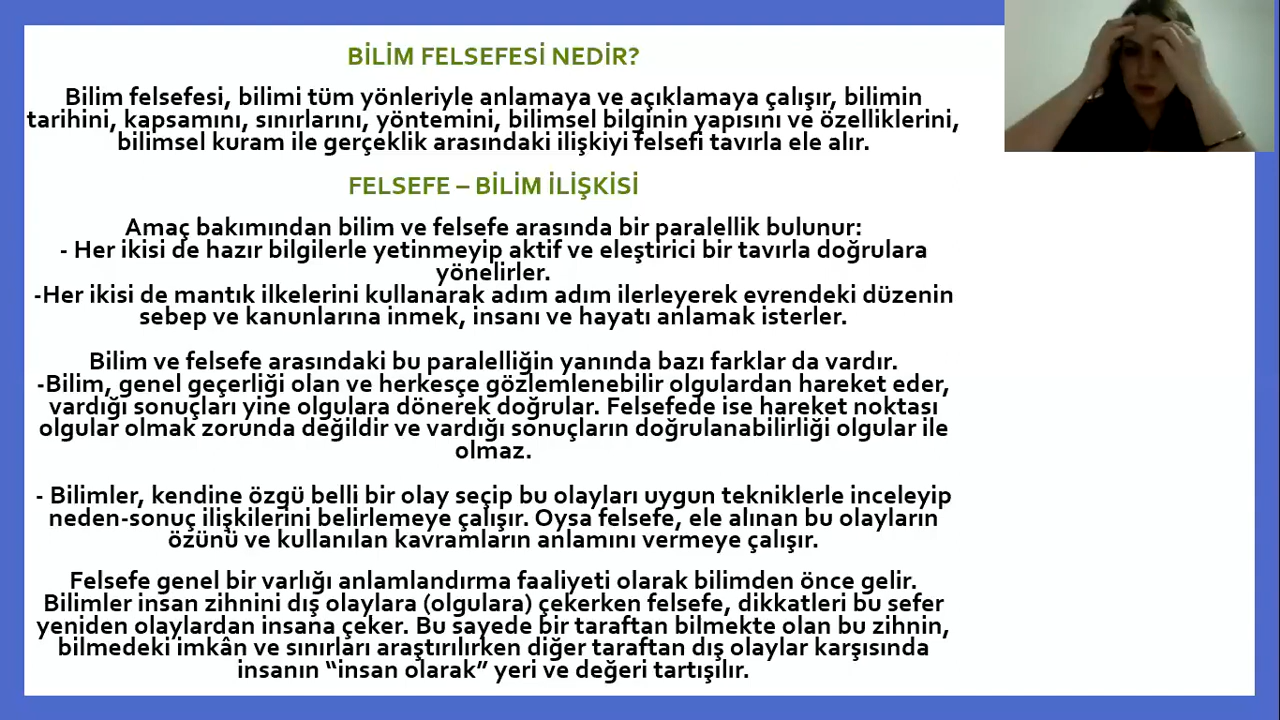 BİLİM FELSEFESİ NEDİR?
Bilim felsefesi, bilimi tüm yönleriyle anlamaya ve açıklamaya çalışır, bilimin
tarihini, kapsamını, sınırlarını, yöntemini, bilimsel bilginin yapısını ve özelliklerini,
bilimsel kuram ile gerçeklik arasındaki ilişkiyi felsefi tavırla ele alır.
FELSEFE – BİLİM İLİŞKİSİ
Amaç bakımından bilim ve felsefe arasında bir paralellik bulunur:
- Her ikisi de hazır bilgilerle yetinmeyip aktif ve eleştirici bir tavırla doğrulara
yönelirler.
-Her ikisi de mantık ilkelerini kullanarak adım adım ilerleyerek evrendeki düzenin
sebep ve kanunlarına inmek, insanı ve hayatı anlamak isterler.
Bilim ve felsefe arasındaki bu paralelliğin yanında bazı farklar da vardır.
-Bilim, genel geçerliği olan ve herkesçe gözlemlenebilir olgulardan hareket eder,
vardığı sonuçları yine olgulara dönerek doğrular. Felsefede ise hareket noktası
olgular olmak zorunda değildir ve vardığı sonuçların doğrulanabilirliği olgular ile
olmaz.
- Bilimler, kendine özgü belli bir olay seçip bu olayları uygun tekniklerle inceleyip
neden-sonuç ilişkilerini belirlemeye çalışır. Oysa felsefe, ele alınan bu olayların
özünü ve kullanılan kavramların anlamını vermeye çalışır.
Felsefe genel bir varlığı anlamlandırma faaliyeti olarak bilimden önce gelir.
Bilimler insan zihnini dış olaylara (olgulara) çekerken felsefe, dikkatleri bu sefer
yeniden olaylardan insana çeker. Bu sayede bir taraftan bilmekte olan bu zihnin,
bilmedeki imkân ve sınırları araştırılırken diğer taraftan dış olaylar karşısında
insanın “insan olarak” yeri ve değeri tartışılır.